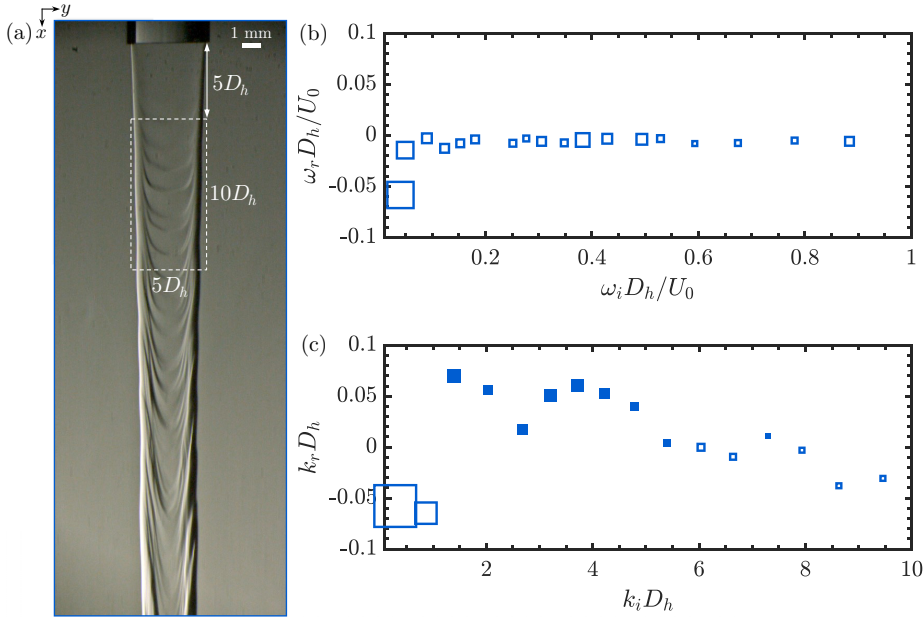 (a)
x
y
1 mm
5D_h
10D_h
5D_h
(b)
0.1
0.05
0
-0.05
-0.1
ω_r D_h/U_0
0.2
0.4
0.6
0.8
1
ω_i D_h/U_0
(c)
0.1
0.05
0
-0.05
-0.1
k_r D_h
2
4
6
8
10
k_i D_h